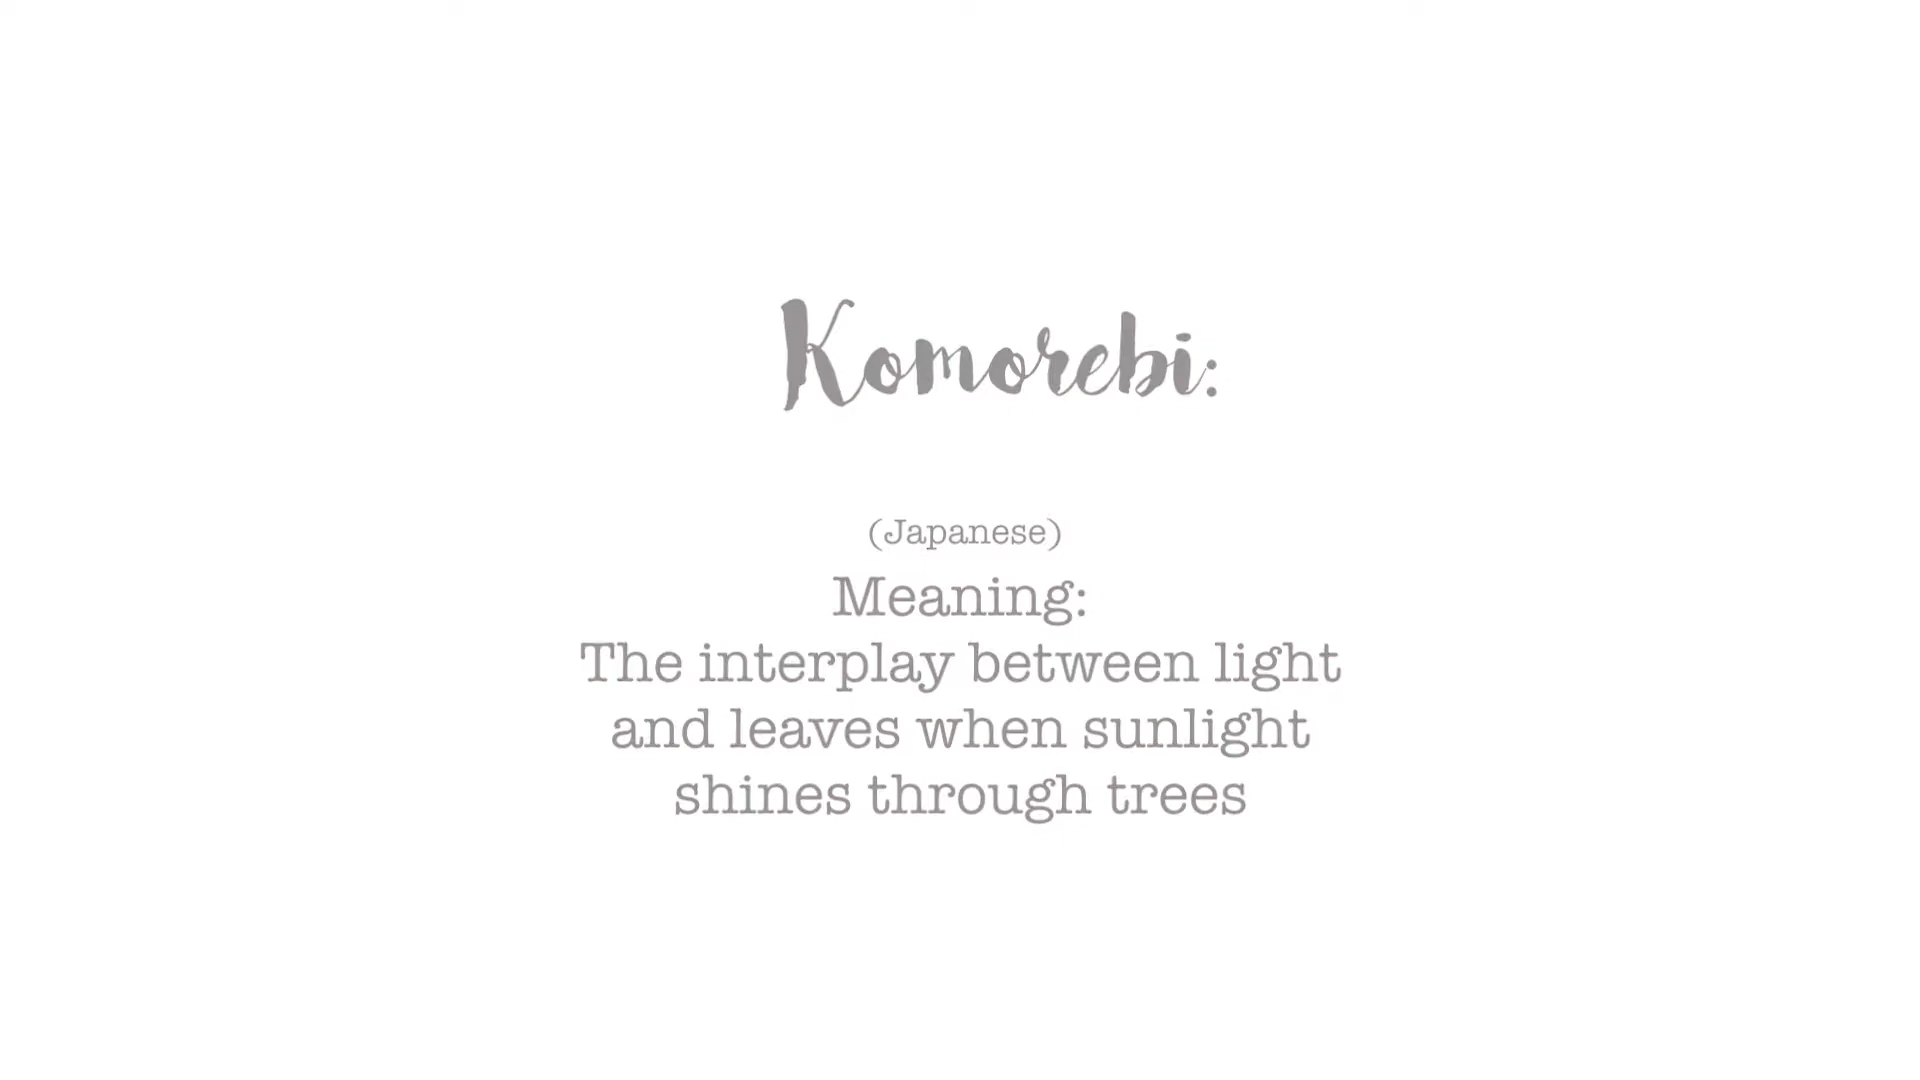 Komorebi:
(Japanese)
Meaning:
The interplay between light
and leaves when sunlight
shines through trees